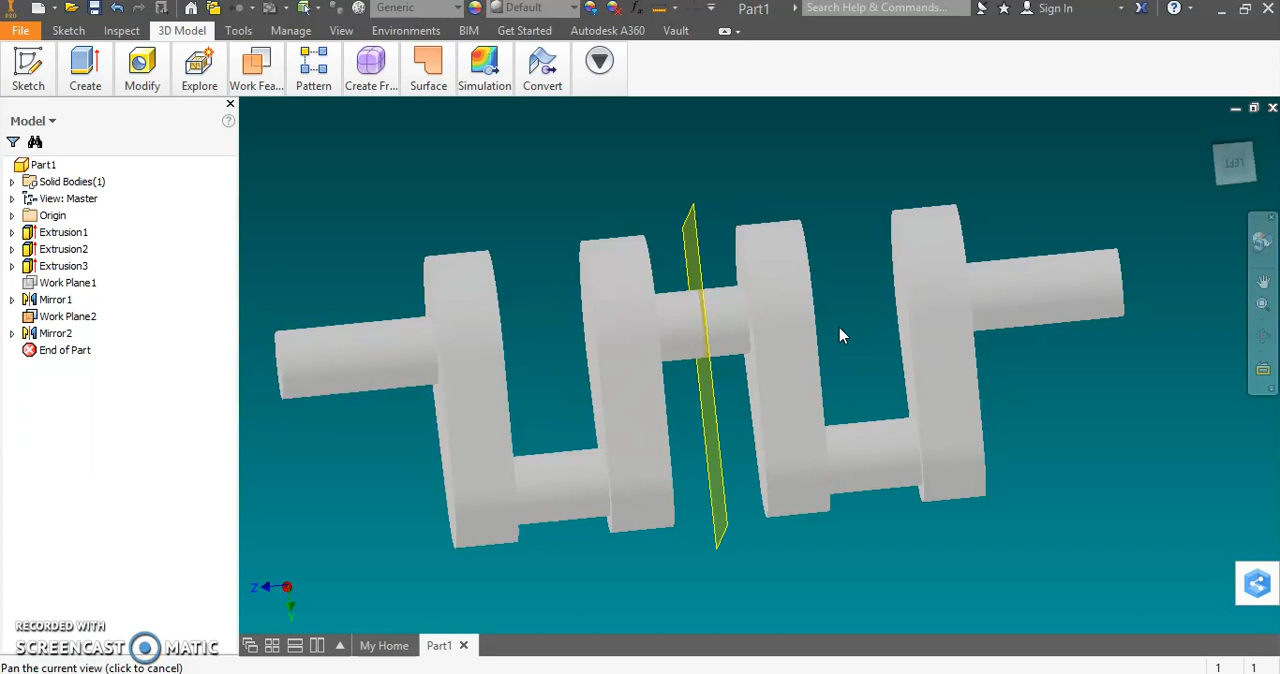 PRO
Generic
Default
fx
Part1
Search Help & Commands...
Sign In
File
Sketch
Inspect
3D Model
Tools
Manage
View
Environments
BIM
Get Started
Autodesk A360
Vault
Sketch
Create
Modify
Explore
Work Fea...
Pattern
Create Fr...
Surface
Simulation
Convert
Model
Part1
Solid Bodies(1)
View: Master
Origin
Extrusion1
Extrusion2
Extrusion3
Work Plane1
Mirror1
Work Plane2
Mirror2
End of Part
LEFT
Z
Y
RECORDED WITH
SCREENCAST MATIC
My Home
Part1
Pan the current view (click to cancel)
1
1